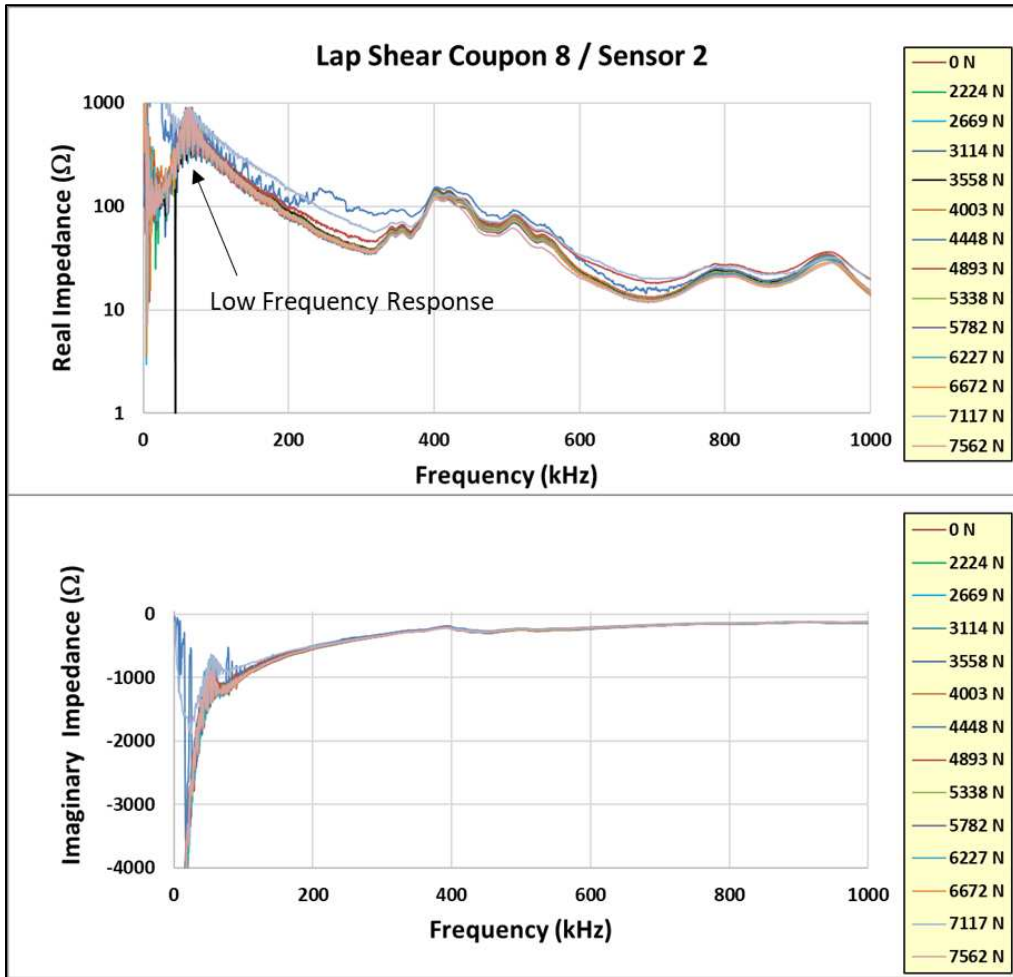 Lap Shear Coupon 8 / Sensor 2
Real Impedance (Ω)
1000
100
10
1
Low Frequency Response
0 200 400 600 800 1000
Frequency (kHz)
0 N
2224 N
2669 N
3114 N
3558 N
4003 N
4448 N
4893 N
5338 N
5782 N
6227 N
6672 N
7117 N
7562 N
Imaginary Impedance (Ω)
0
-1000
-2000
-3000
-4000
0 200 400 600 800 1000
Frequency (kHz)
0 N
2224 N
2669 N
3114 N
3558 N
4003 N
4448 N
4893 N
5338 N
5782 N
6227 N
6672 N
7117 N
7562 N